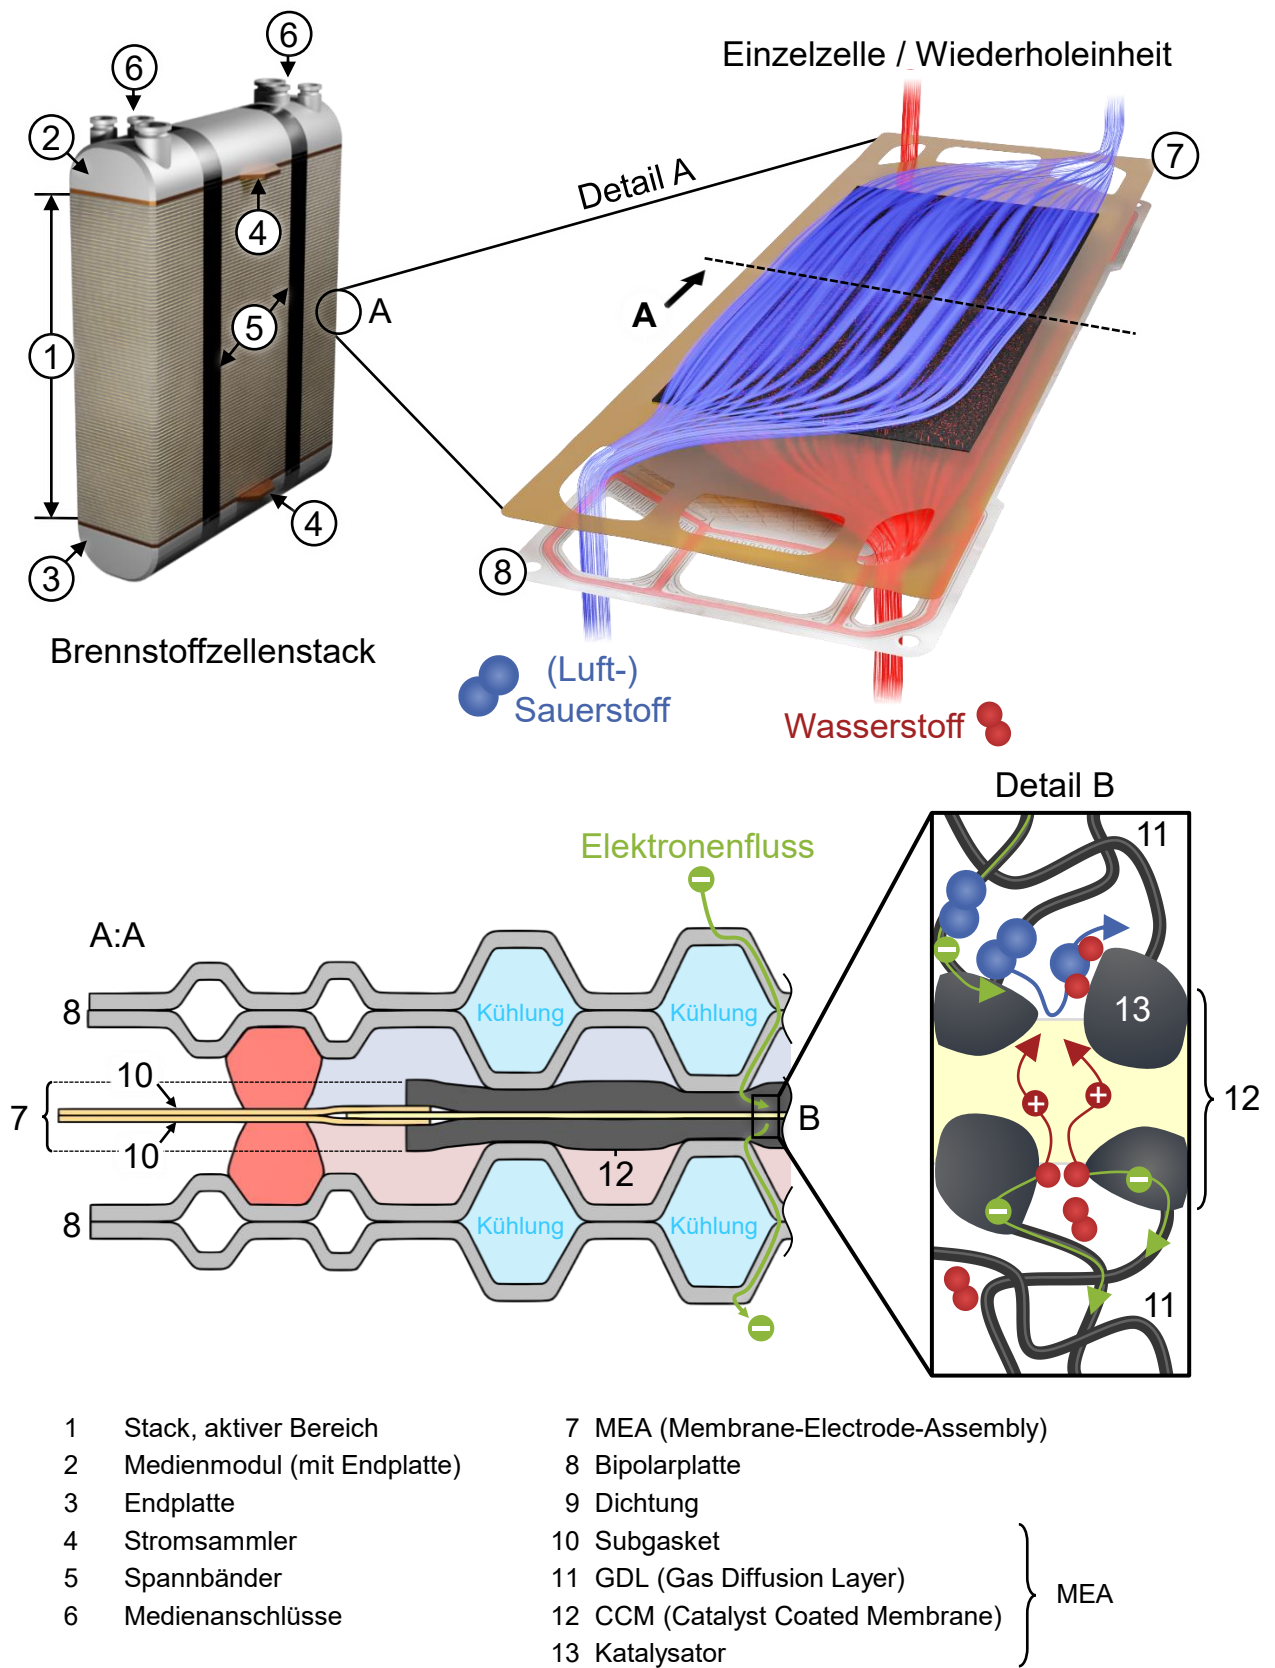 6
6
Einzelzelle / Wiederholeinheit
2
7
Detail A
4
A
5
A
1
4
8
3
Brennstoffzellenstack
(Luft-)
Sauerstoff
Wasserstoff
Detail B
11
Elektronenfluss
A:A
8
Kühlung
Kühlung
13
10
7
B
12
10
12
8
Kühlung
Kühlung
11
1 Stack, aktiver Bereich
2 Medienmodul (mit Endplatte)
3 Endplatte
4 Stromsammler
5 Spannbänder
6 Medienanschlüsse
7 MEA (Membrane-Electrode-Assembly)
8 Bipolarplatte
9 Dichtung
10 Subgasket
11 GDL (Gas Diffusion Layer)
12 CCM (Catalyst Coated Membrane)
13 Katalysator
MEA